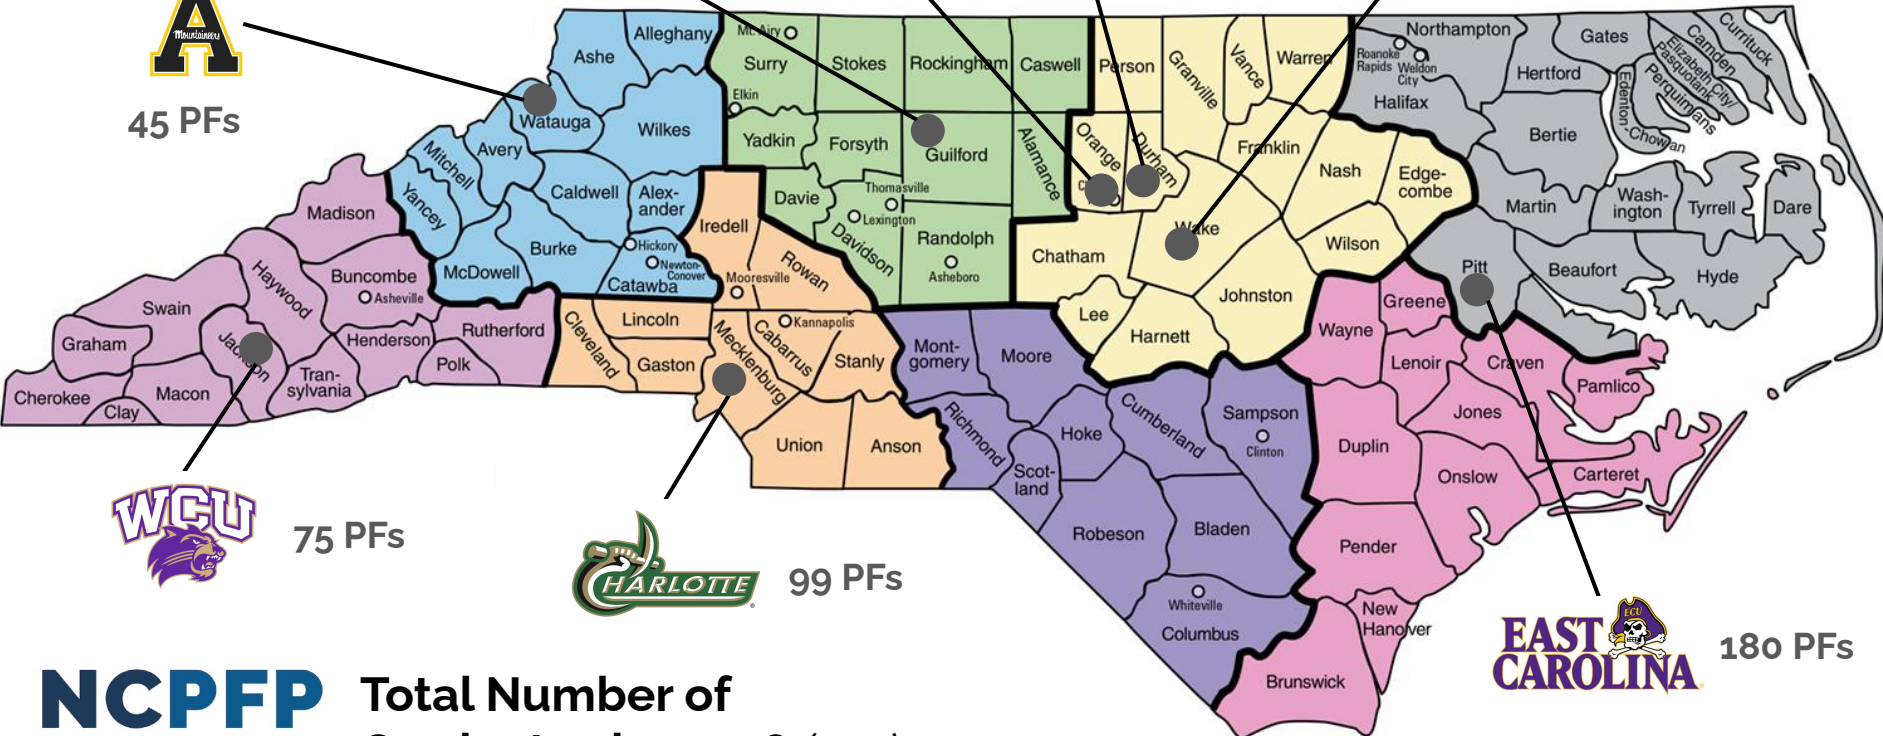 A
Mountaineers
45 PFs
Ashe
Alleghany
Watauga
Wilkes
Mitchell
Avery
Yancey
Caldwell
Alex-
ander
Burke
McDowell
Hickory
Newton-
Conover
Catawba
Mt. Airy
Surry
Stokes
Rockingham
Caswell
Elkin
Yadkin
Forsyth
Guilford
Alamance
Davie
Thomasville
Lexington
Davidson
Randolph
Asheboro
Person
Granville
Vance
Warren
Orange
Durham
Franklin
Nash
Edge-
combe
Wake
Wilson
Chatham
Lee
Harnett
Johnston
Northampton
Roanoke
Rapids
Weldon
City
Halifax
Gates
Hertford
Camden
Currituck
Elizabeth City/
Pasquotank
Perquimans
Edenton-Chowan
Bertie
Martin
Wash-
ington
Tyrrell
Dare
Pitt
Beaufort
Hyde
Madison
Haywood
Buncombe
Asheville
Swain
Graham
Jackson
Henderson
Rutherford
Polk
Tran-
sylvania
Cherokee
Clay
Macon
Iredell
Mooresville
Rowan
Cleveland
Lincoln
Gaston
Mecklenburg
Cabarrus
Kannapolis
Stanly
Union
Anson
Mont-
gomery
Moore
Richmond
Hoke
Scot-
land
Cumberland
Sampson
Clinton
Robeson
Bladen
Whiteville
Columbus
Wayne
Greene
Lenoir
Craven
Pamlico
Jones
Duplin
Onslow
Carteret
Pender
New
Hanover
Brunswick
WCU
75 PFs
CHARLOTTE
99 PFs
ECU
EAST
CAROLINA
180 PFs
NCPFP
Total Number of